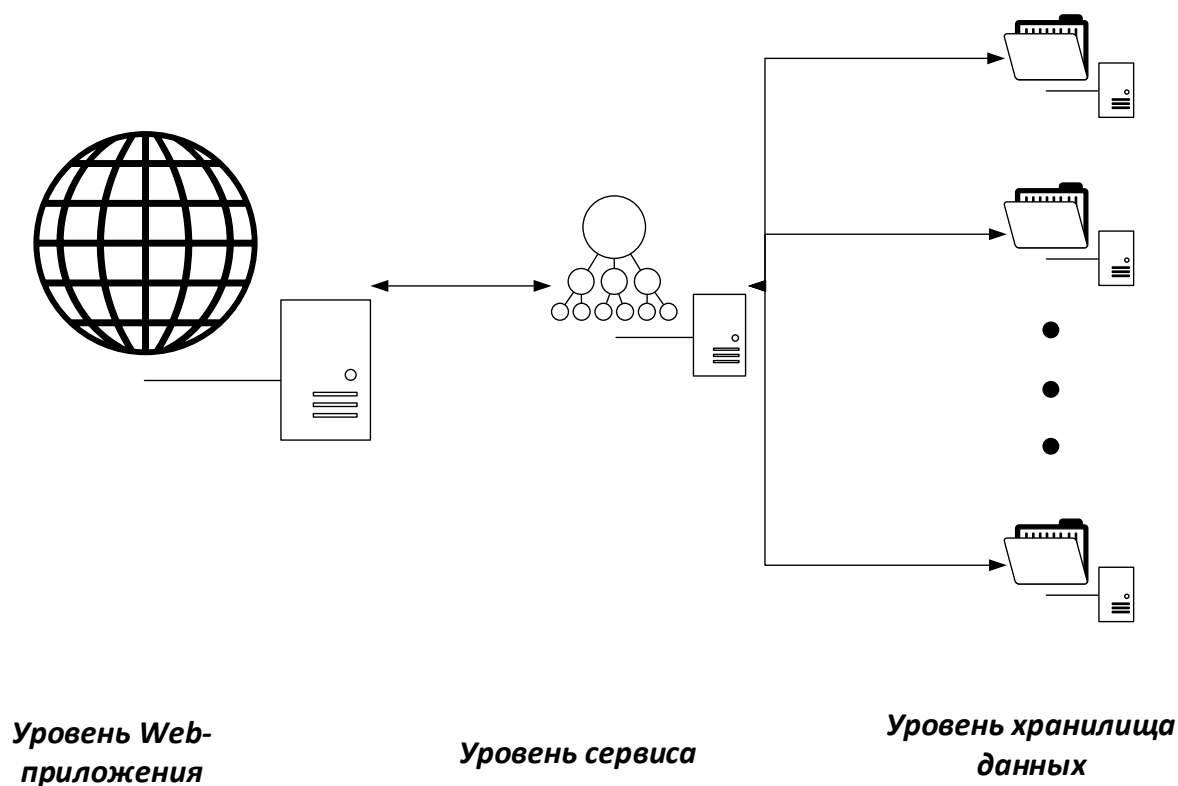 Уровень Web-
приложения
Уровень сервиса
Уровень хранилища
данных